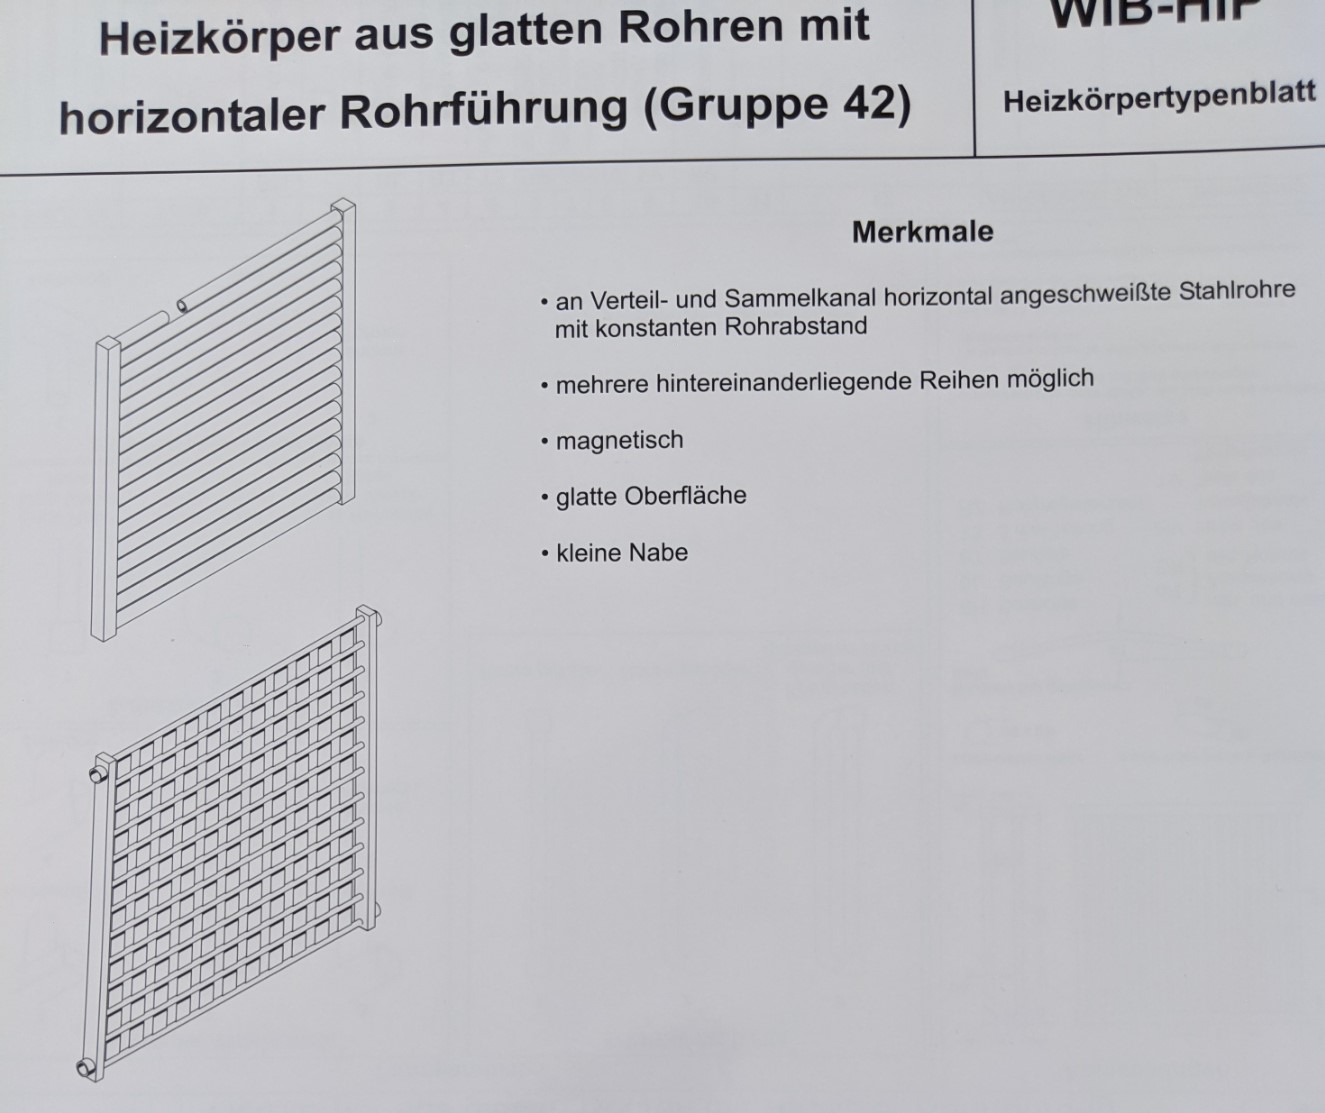 Heizkörper aus glatten Rohren mit
horizontaler Rohrführung (Gruppe 42)
WIB-HIP
Heizkörpertypenblatt
Merkmale
• an Verteil- und Sammelkanal horizontal angeschweißte Stahlrohre
mit konstanten Rohrabstand
• mehrere hintereinanderliegende Reihen möglich
• magnetisch
• glatte Oberfläche
• kleine Nabe